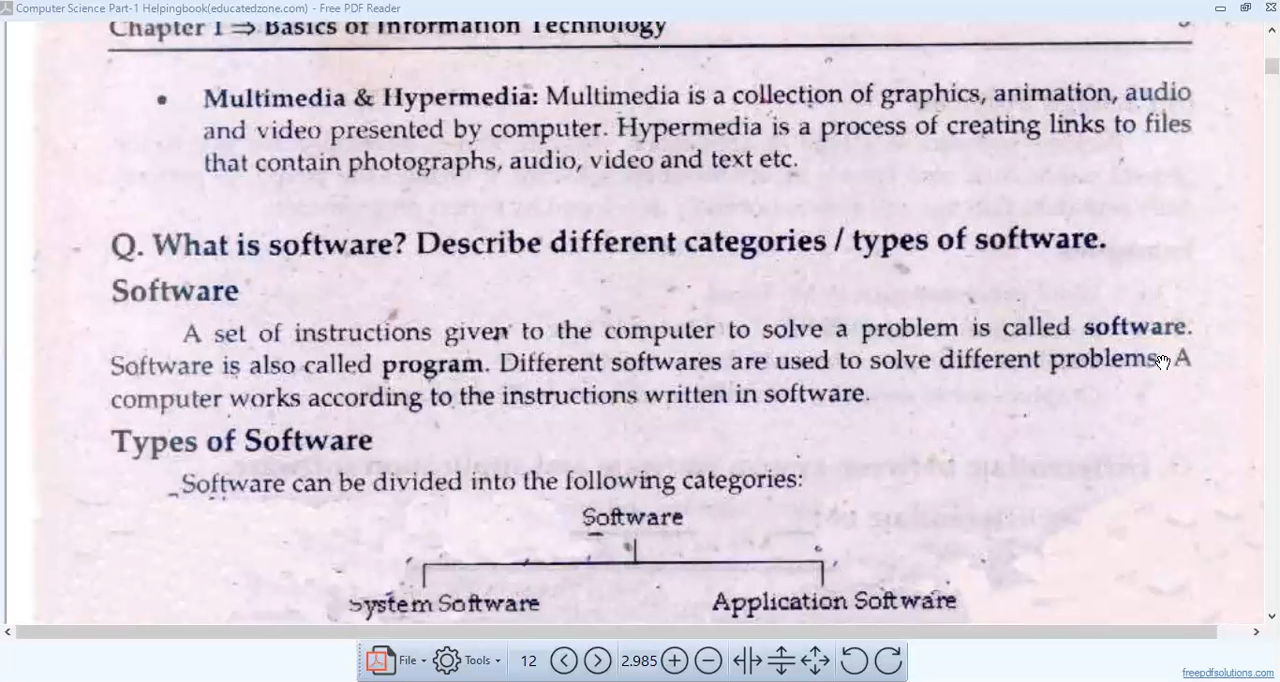 Computer Science Part-1 Helpingbook(educatedzone.com) - Free PDF Reader
Chapter 1 ⇒ Basics of Information Technology
• Multimedia & Hypermedia: Multimedia is a collection of graphics, animation, audio
and video presented by computer. Hypermedia is a process of creating links to files
that contain photographs, audio, video and text etc.
Q. What is software? Describe different categories / types of software.
Software
A set of instructions given to the computer to solve a problem is called software.
Software is also called program. Different softwares are used to solve different problems. A
computer works according to the instructions written in software.
Types of Software
Software can be divided into the following categories:
Software
System Software Application Software
File Tools 12 2.985
freepdfsolutions.com